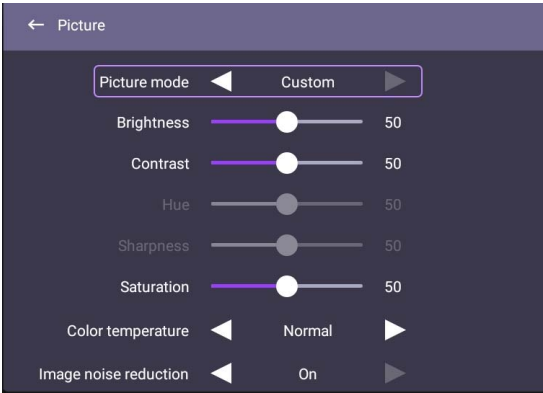 Picture
Picture mode Custom
Brightness 50
Contrast 50
Hue 50
Sharpness 50
Saturation 50
Color temperature Normal
Image noise reduction On